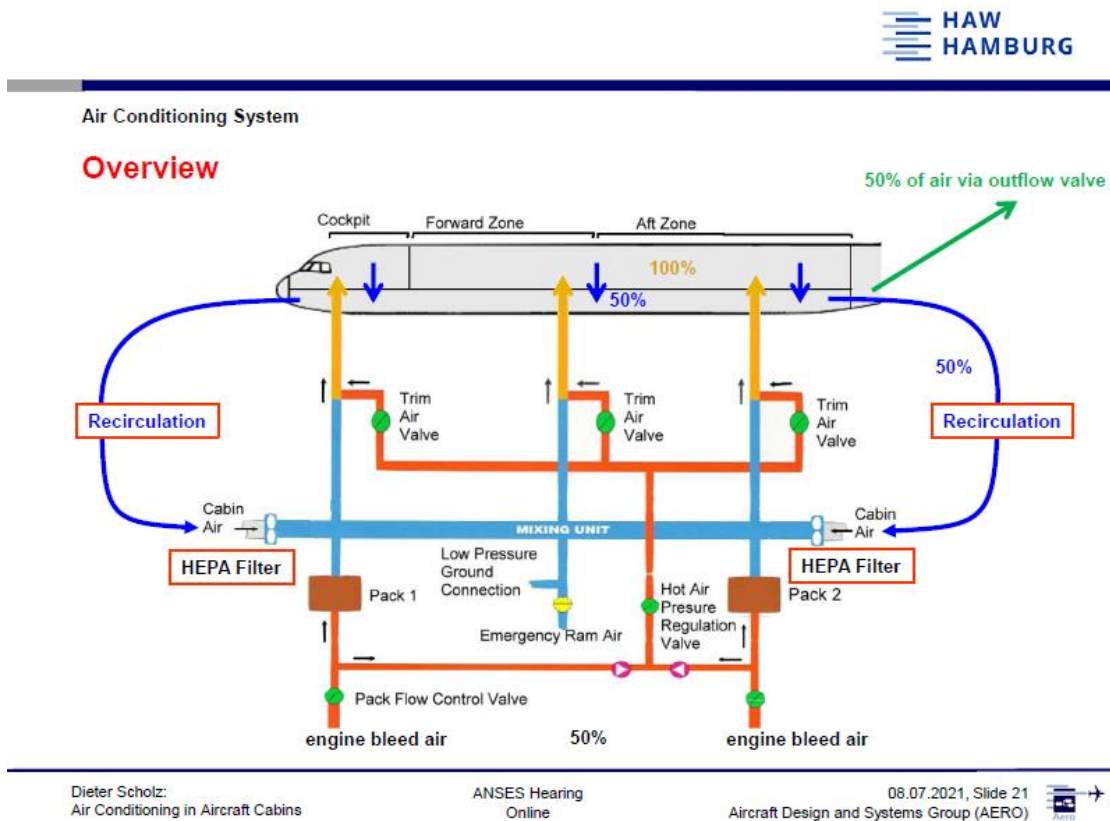 HAW
HAMBURG
Air Conditioning System
Overview
50% of air via outflow valve
Cockpit
Forward Zone
Aft Zone
100%
50%
50%
Recirculation
Trim
Air
Valve
Trim
Air
Valve
Trim
Air
Valve
Recirculation
Cabin
Air
MIXING UNIT
Cabin
Air
HEPA Filter
HEPA Filter
Low Pressure
Ground
Connection
Pack 1
Hot Air
Presure
Regulation
Valve
Pack 2
Emergency Ram Air
Pack Flow Control Valve
engine bleed air
50%
engine bleed air
Dieter Scholz:
Air Conditioning in Aircraft Cabins
ANSES Hearing
Online
08.07.2021, Slide 21
Aircraft Design and Systems Group (AERO)
Aero